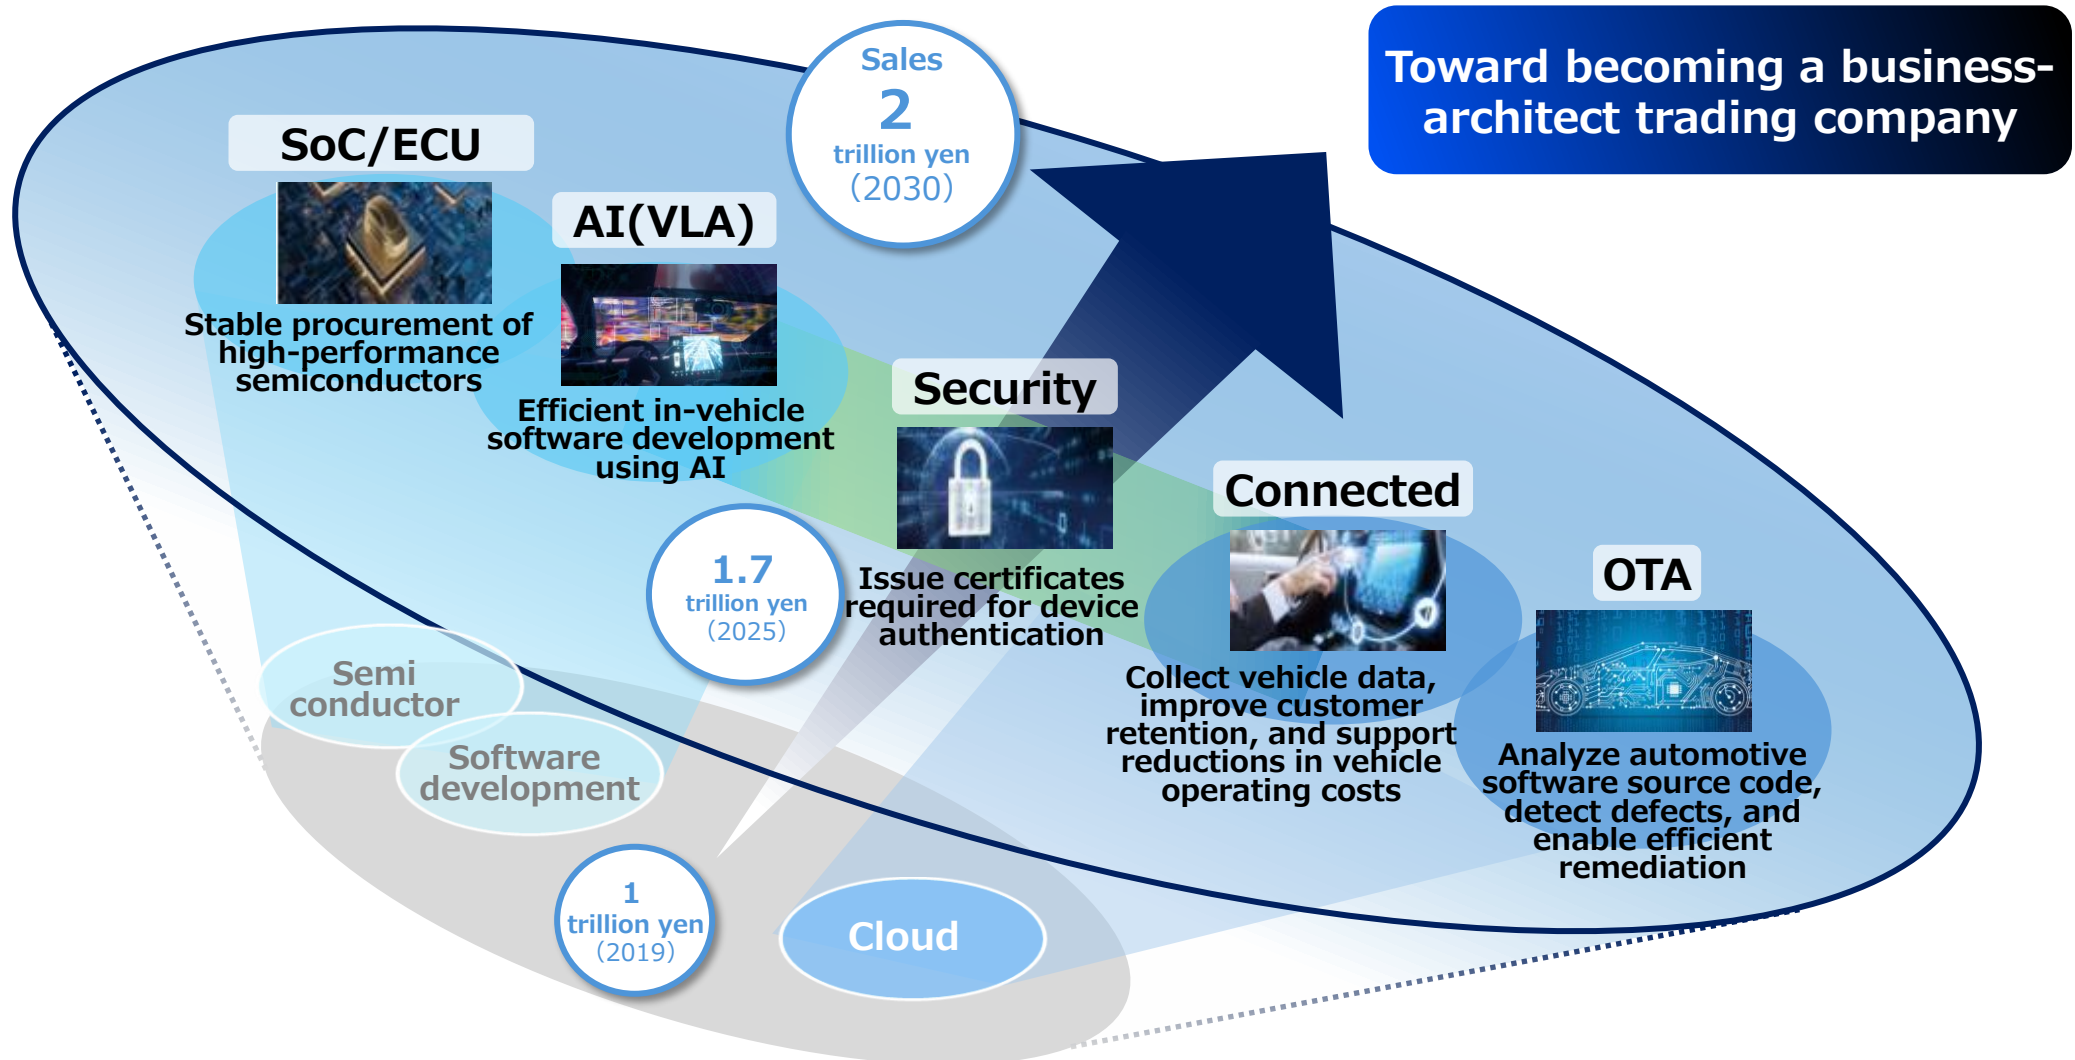 Toward becoming a business-
architect trading company
Sales
2
trillion yen
（2030）
SoC/ECU
Stable procurement of
high-performance
semiconductors
AI(VLA)
Efficient in-vehicle
software development
using AI
Security
Issue certificates
required for device
authentication
Connected
Collect vehicle data,
improve customer
retention, and support
reductions in vehicle
operating costs
OTA
Analyze automotive
software source code,
detect defects, and
enable efficient
remediation
1.7
trillion yen
（2025）
Semi
conductor
Software
development
1
trillion yen
（2019）
Cloud